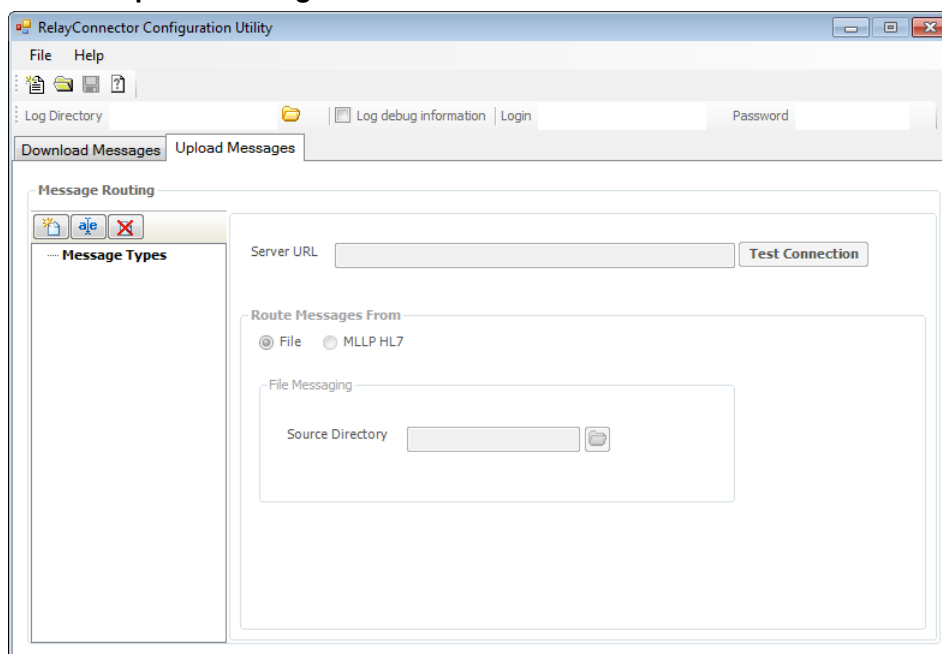 RelayConnector Configuration Utility
File Help
Log Directory Log debug information Login Password
Download Messages Upload Messages
Message Routing
a e
Message Types
Server URL Test Connection
Route Messages From
File MLLP HL7
File Messaging
Source Directory